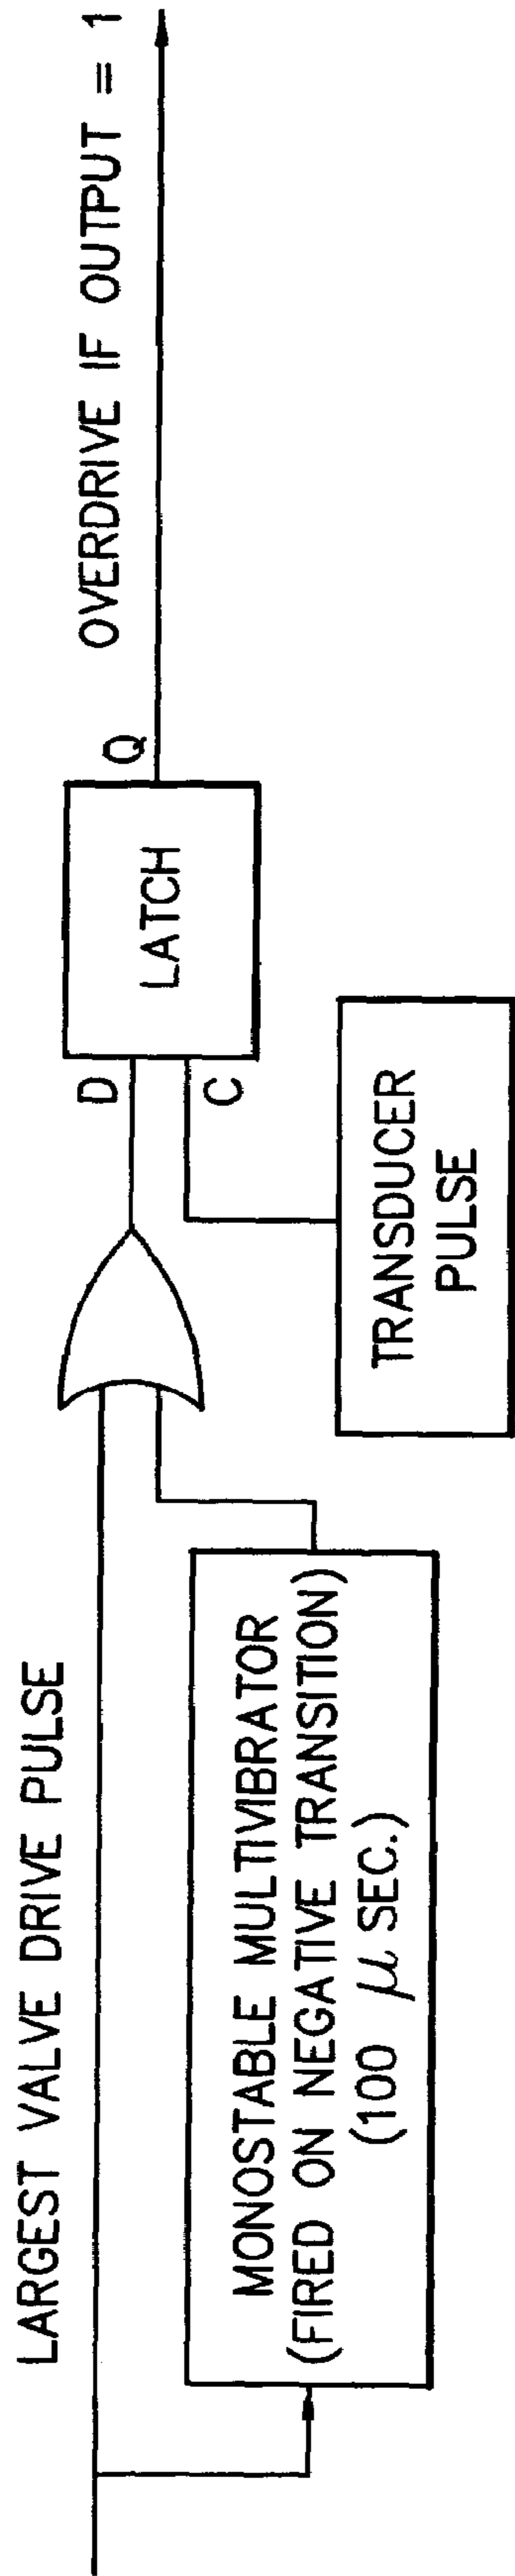 LARGEST VALVE DRIVE PULSE
MONOSTABLE MULTIVIBRATOR
(FIRED ON NEGATIVE TRANSITION)
(100 μ SEC.)
D
C
LATCH
Q
TRANSDUCER
PULSE
OVERDRIVE IF OUTPUT = 1